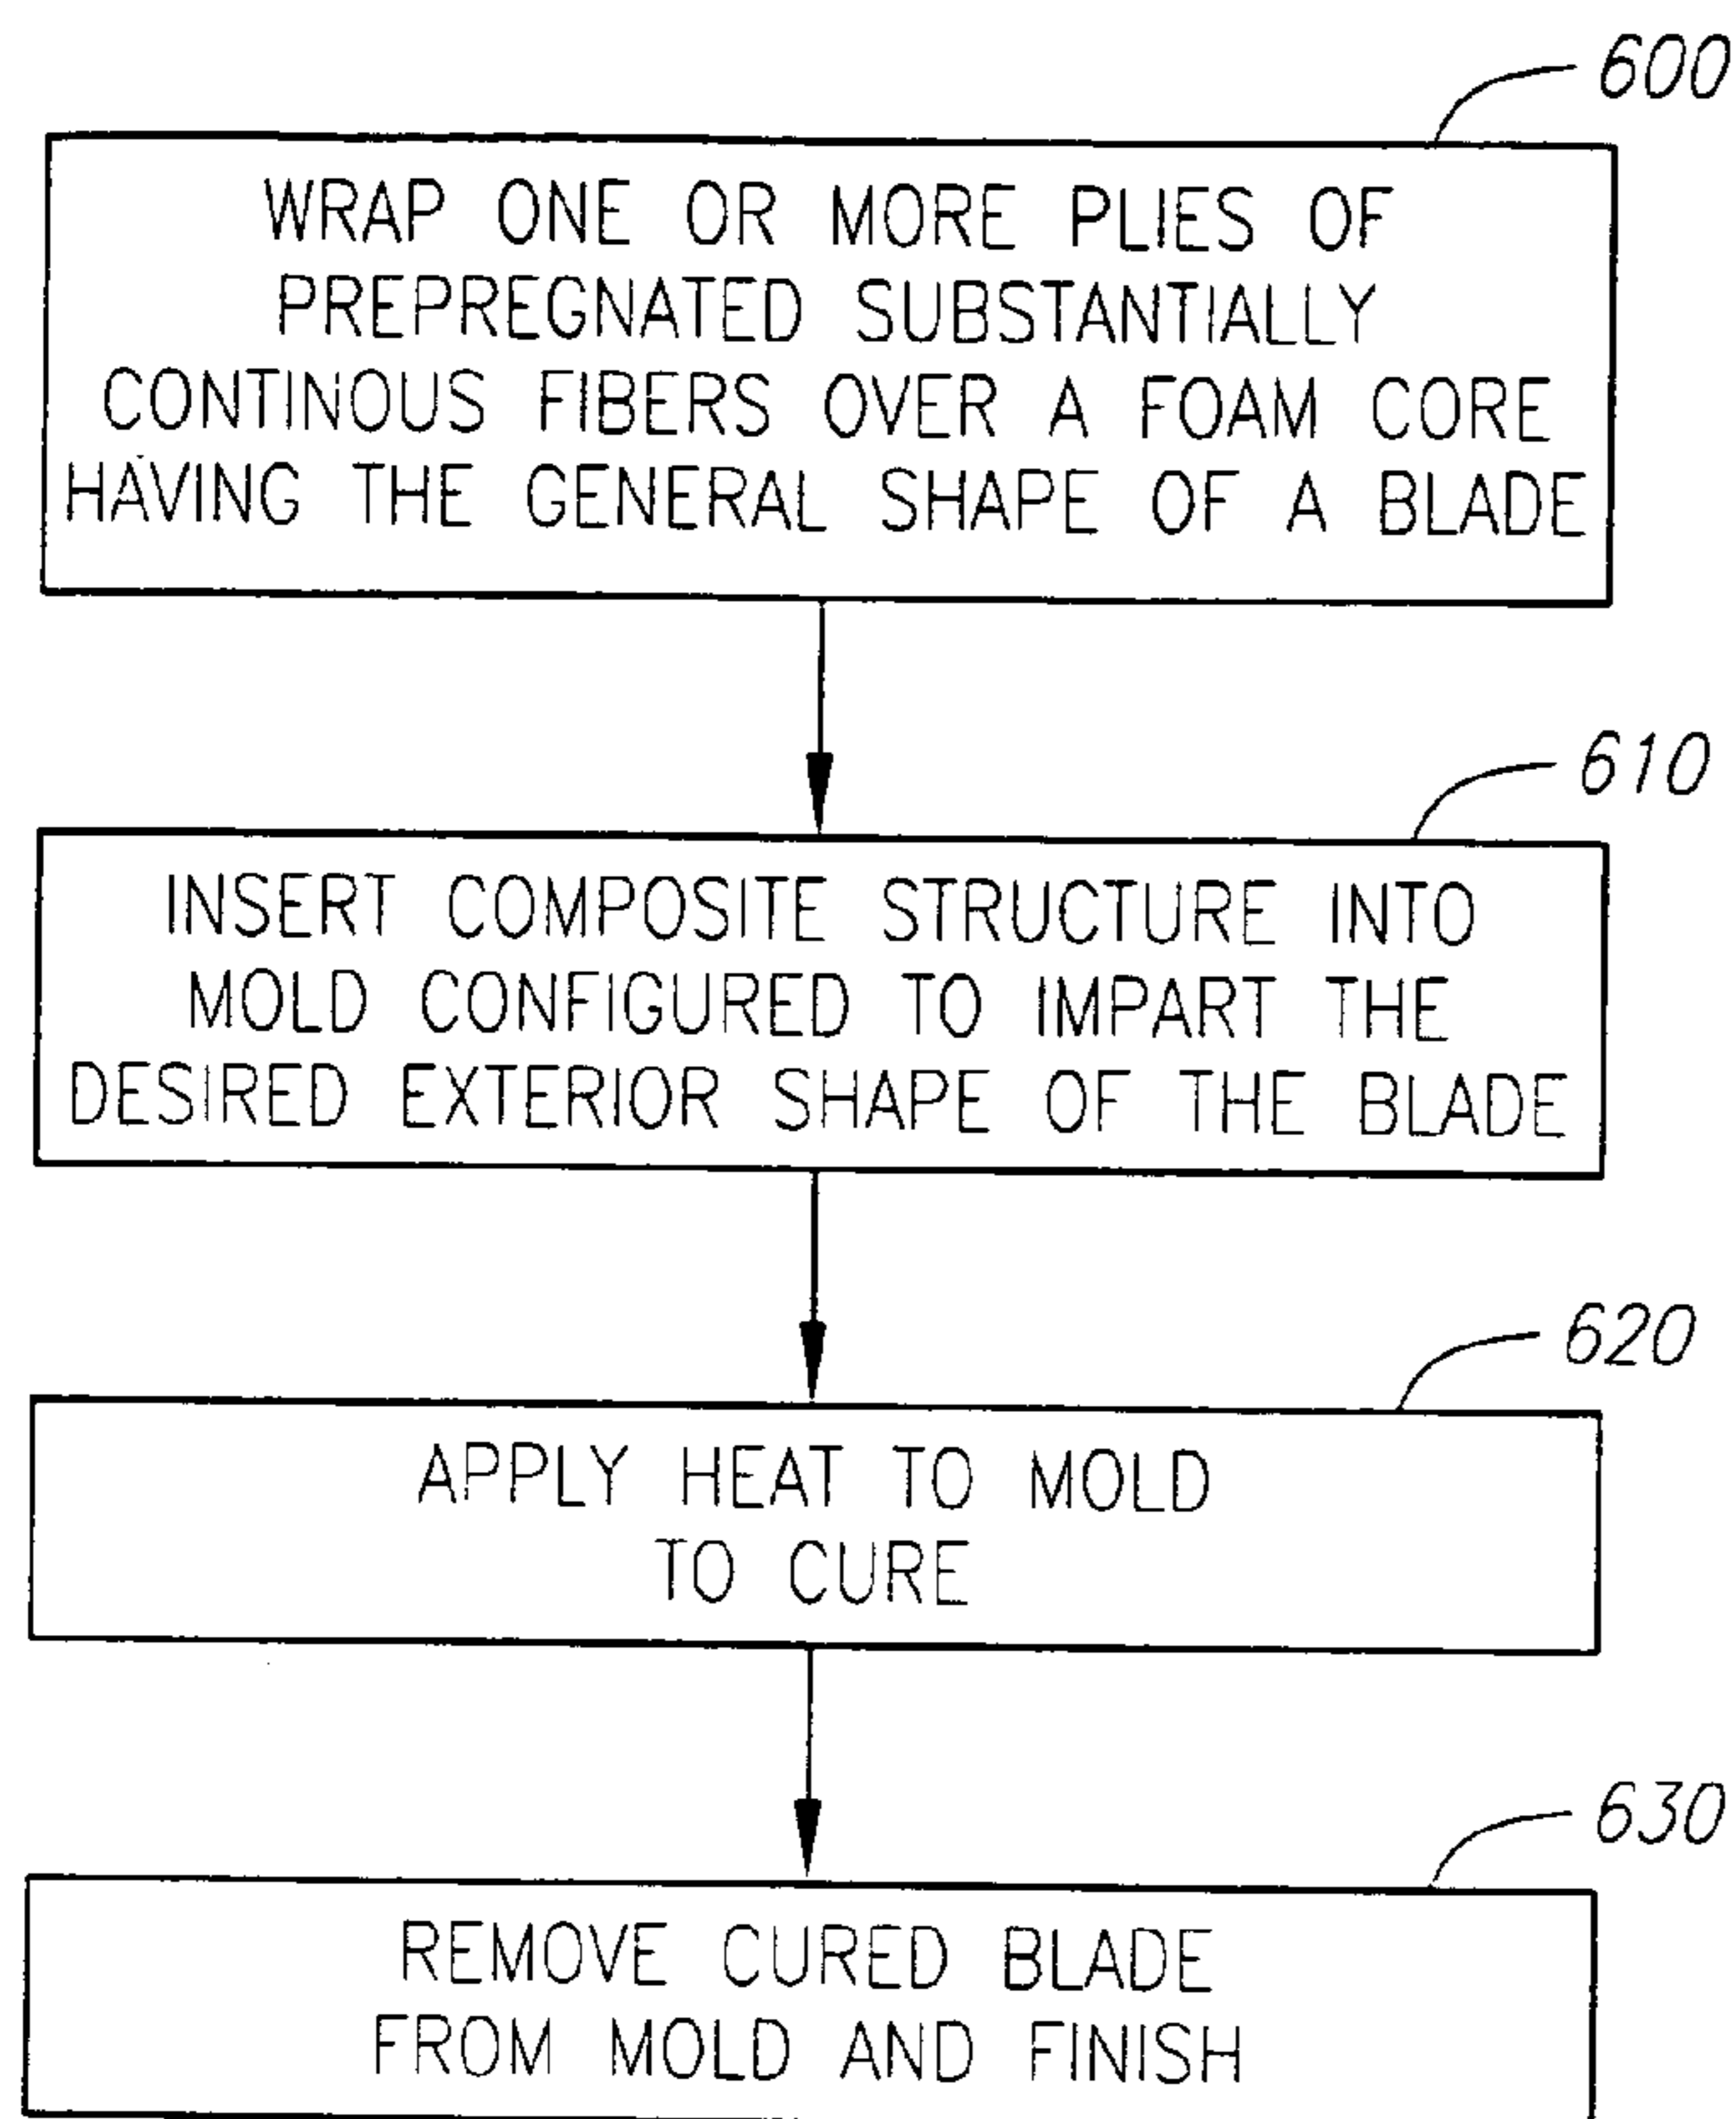 600
WRAP ONE OR MORE PLIES OF
PREPREGNATED SUBSTANTIALLY
CONTINOUS FIBERS OVER A FOAM CORE
HAVING THE GENERAL SHAPE OF A BLADE
610
INSERT COMPOSITE STRUCTURE INTO
MOLD CONFIGURED TO IMPART THE
DESIRED EXTERIOR SHAPE OF THE BLADE
620
APPLY HEAT TO MOLD
TO CURE
630
REMOVE CURED BLADE
FROM MOLD AND FINISH